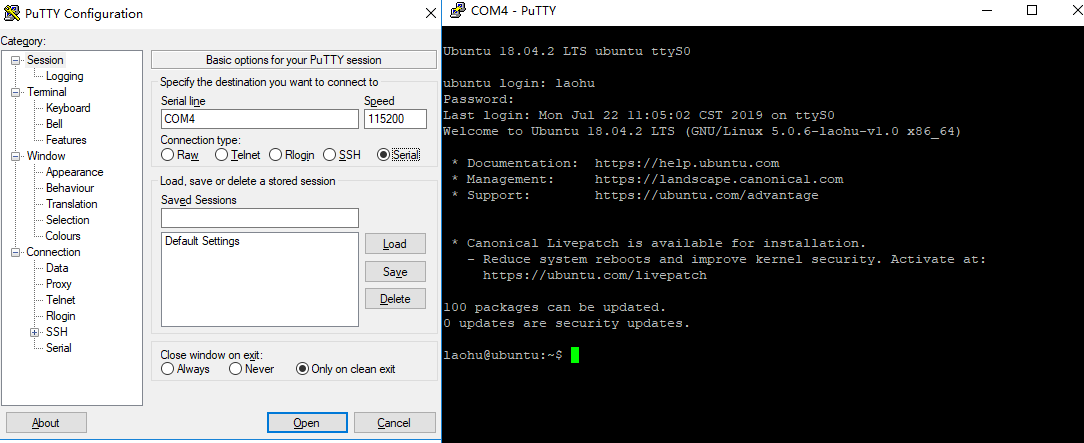 PuTTY Configuration
Category:
Session
Logging
Terminal
Keyboard
Bell
Features
Window
Appearance
Behaviour
Translation
Selection
Colours
Connection
Data
Proxy
Telnet
Rlogin
SSH
Serial
Basic options for your PuTTY session
Specify the destination you want to connect to
Serial line Speed
COM4 115200
Connection type:
Raw Telnet Rlogin SSH Serial
Load, save or delete a stored session
Saved Sessions
Default Settings
Load
Save
Delete
Close window on exit:
Always Never Only on clean exit
About Open Cancel
COM4 - PuTTY
Ubuntu 18.04.2 LTS ubuntu ttyS0
ubuntu login: laohu
Password:
Last login: Mon Jul 22 11:05:02 CST 2019 on ttyS0
Welcome to Ubuntu 18.04.2 LTS (GNU/Linux 5.0.6-laohu-v1.0 x86_64)
* Documentation: https://help.ubuntu.com
* Management: https://landscape.canonical.com
* Support: https://ubuntu.com/advantage
* Canonical Livepatch is available for installation.
- Reduce system reboots and improve kernel security. Activate at:
https://ubuntu.com/livepatch
100 packages can be updated.
0 updates are security updates.
laohu@ubuntu:~$